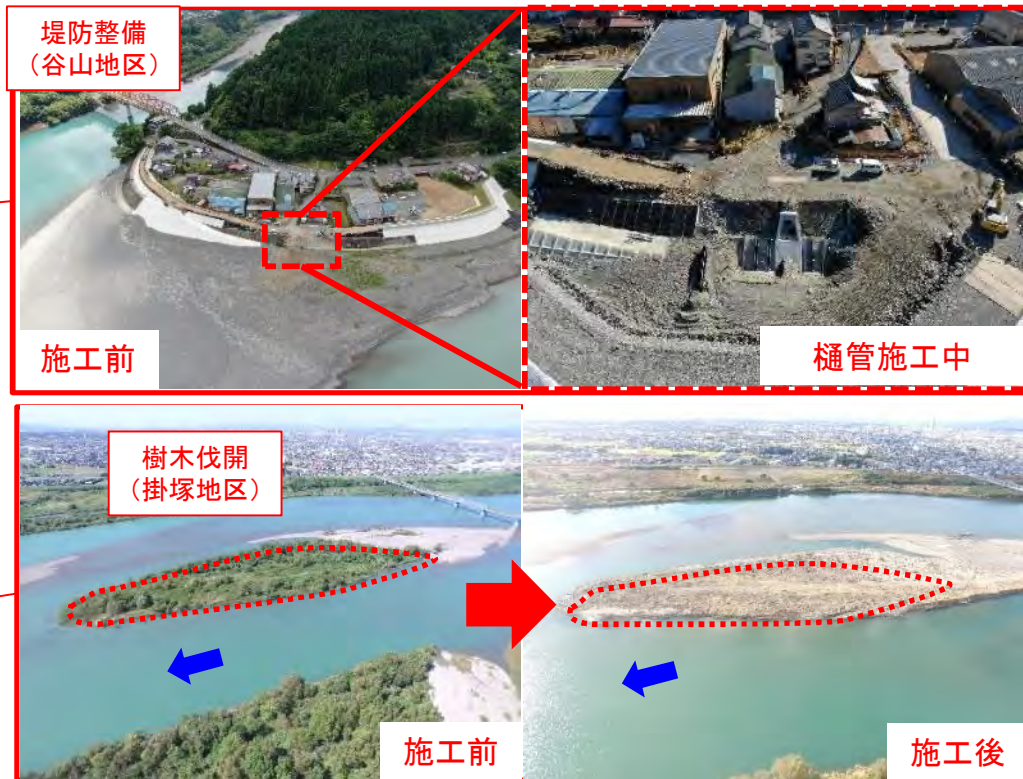 堤防整備
（谷山地区）
施工前
樋管施工中
樹木伐開
（掛塚地区）
施工前
施工後